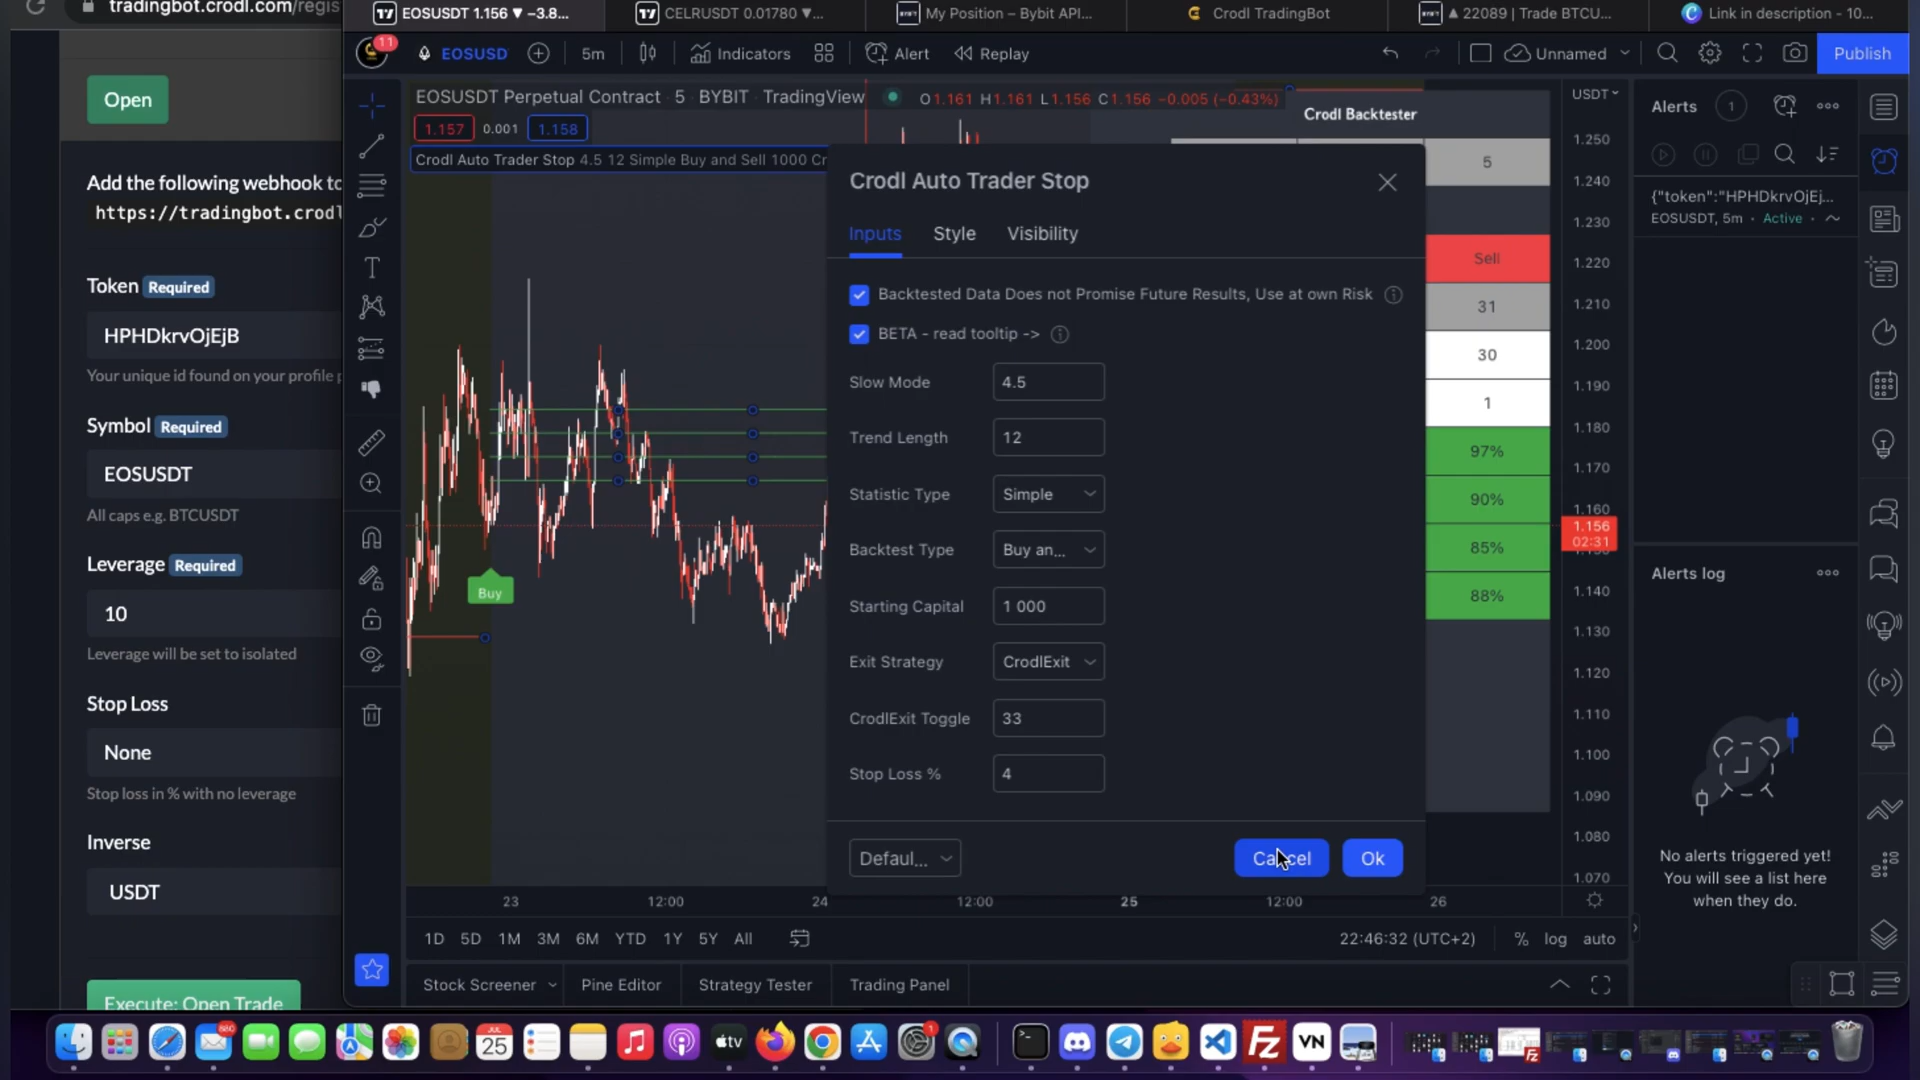 tradingbot.crodl.com/regis
Open
Add the following webhook to
https://tradingbot.crodl
Token Required
HPHDkrvOjEjB
Your unique id found on your profile p
Symbol Required
EOSUSDT
All caps e.g. BTCUSDT
Leverage Required
10
Leverage will be set to isolated
Stop Loss
None
Stop loss in % with no leverage
Inverse
USDT
Execute: Open Trade
EOSUSDT 1.156 ▼ −3.8...
CELRUSDT 0.01780 ▼...
My Position – Bybit API...
Crodl TradingBot
▲ 22089 | Trade BTCU...
Link in description - 10...
11
EOSUSD
5m
Indicators
Alert
Replay
Unnamed
Publish
EOSUSDT Perpetual Contract · 5 · BYBIT · TradingView
O1.161 H1.161 L1.156 C1.156 −0.005 (−0.43%)
1.157
0.001
1.158
Crodl Auto Trader Stop 4.5 12 Simple Buy and Sell 1000 Cr
Buy
Crodl Backtester
5
Sell
31
30
1
97%
90%
85%
88%
Crodl Auto Trader Stop
Inputs
Style
Visibility
Backtested Data Does not Promise Future Results, Use at own Risk
BETA - read tooltip ->
Slow Mode
4.5
Trend Length
12
Statistic Type
Simple
Backtest Type
Buy an...
Starting Capital
1 000
Exit Strategy
CrodlExit
CrodlExit Toggle
33
Stop Loss %
4
Defaul...
Cancel
Ok
USDT
1.250
1.240
1.230
1.220
1.210
1.200
1.190
1.180
1.170
1.160
1.156
02:31
1.140
1.130
1.120
1.110
1.100
1.090
1.080
1.070
23
12:00
24
12:00
25
12:00
26
1D 5D 1M 3M 6M YTD 1Y 5Y All
22:46:32 (UTC+2)
%
log
auto
Stock Screener
Pine Editor
Strategy Tester
Trading Panel
Alerts
1
{"token":"HPHDkrvOjEj...
EOSUSDT, 5m · Active ·
Alerts log
No alerts triggered yet!
You will see a list here
when they do.
880
JUL
25
tv
1
FZ
VN